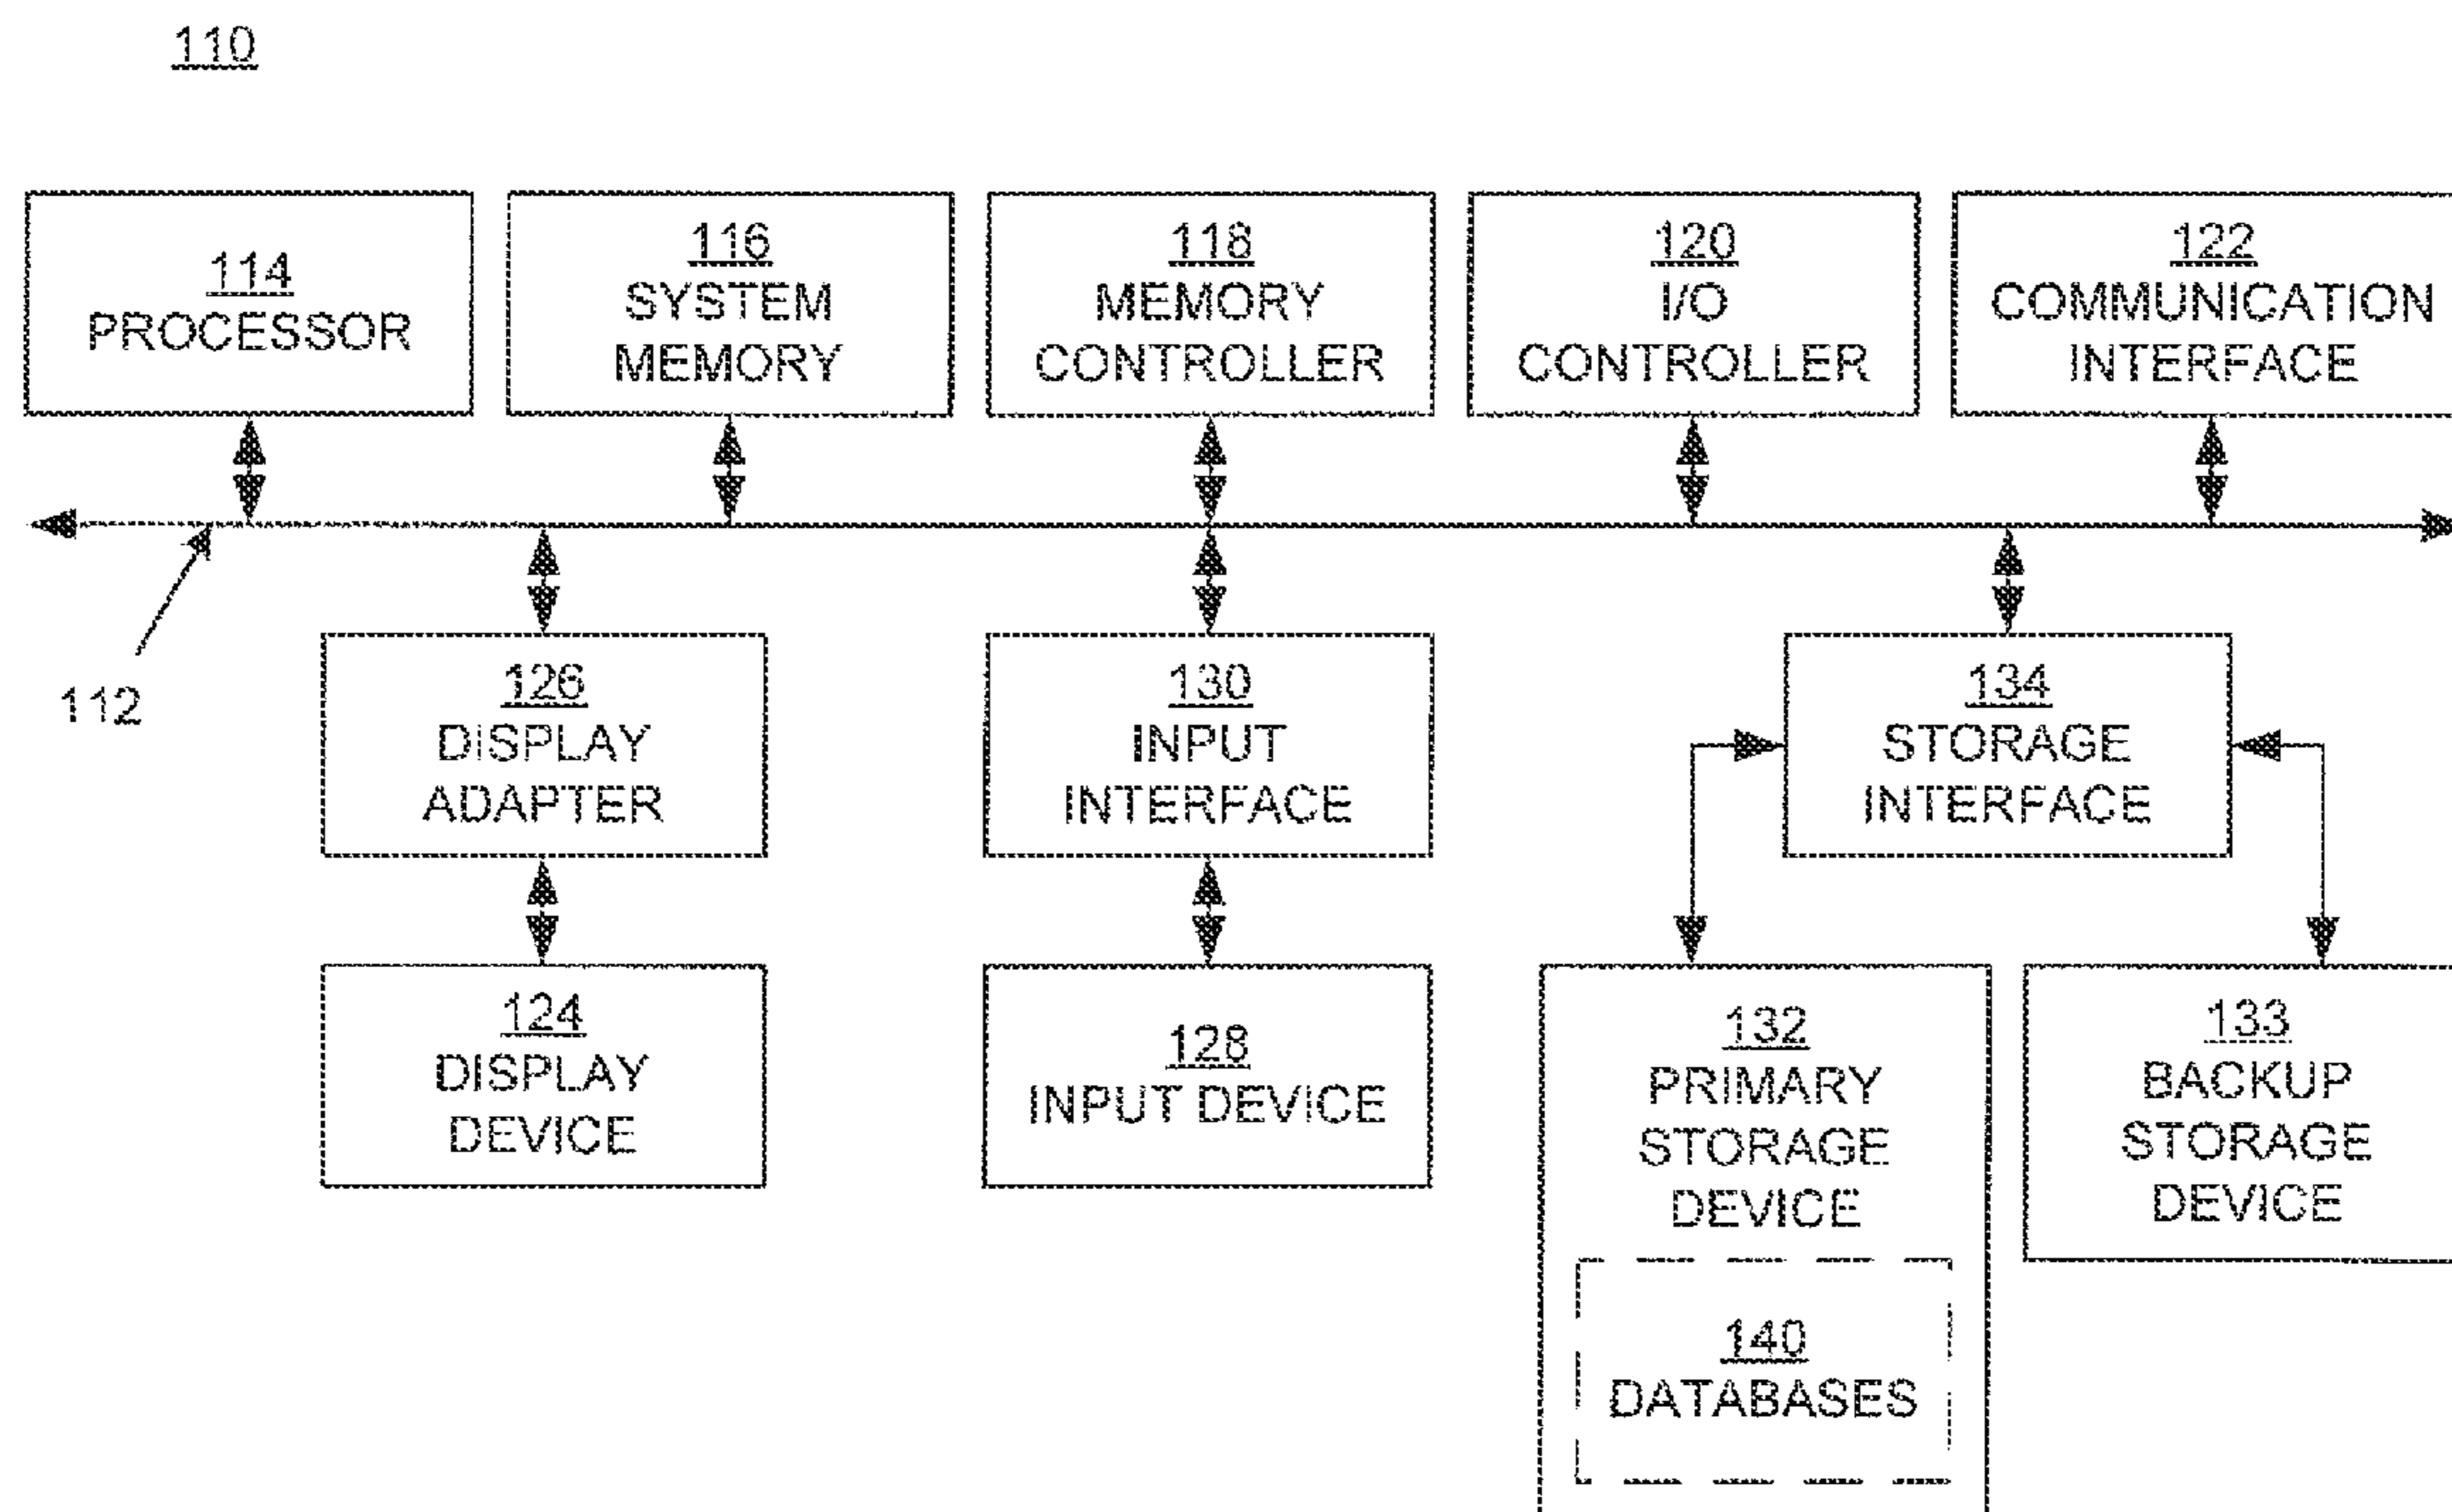 110
114
PROCESSOR
116
SYSTEM
MEMORY
118
MEMORY
CONTROLLER
120
I/O
CONTROLLER
122
COMMUNICATION
INTERFACE
112
126
DISPLAY
ADAPTER
130
INPUT
INTERFACE
134
STORAGE
INTERFACE
124
DISPLAY
DEVICE
128
INPUT DEVICE
132
PRIMARY
STORAGE
DEVICE
133
BACKUP
STORAGE
DEVICE
140
DATABASES